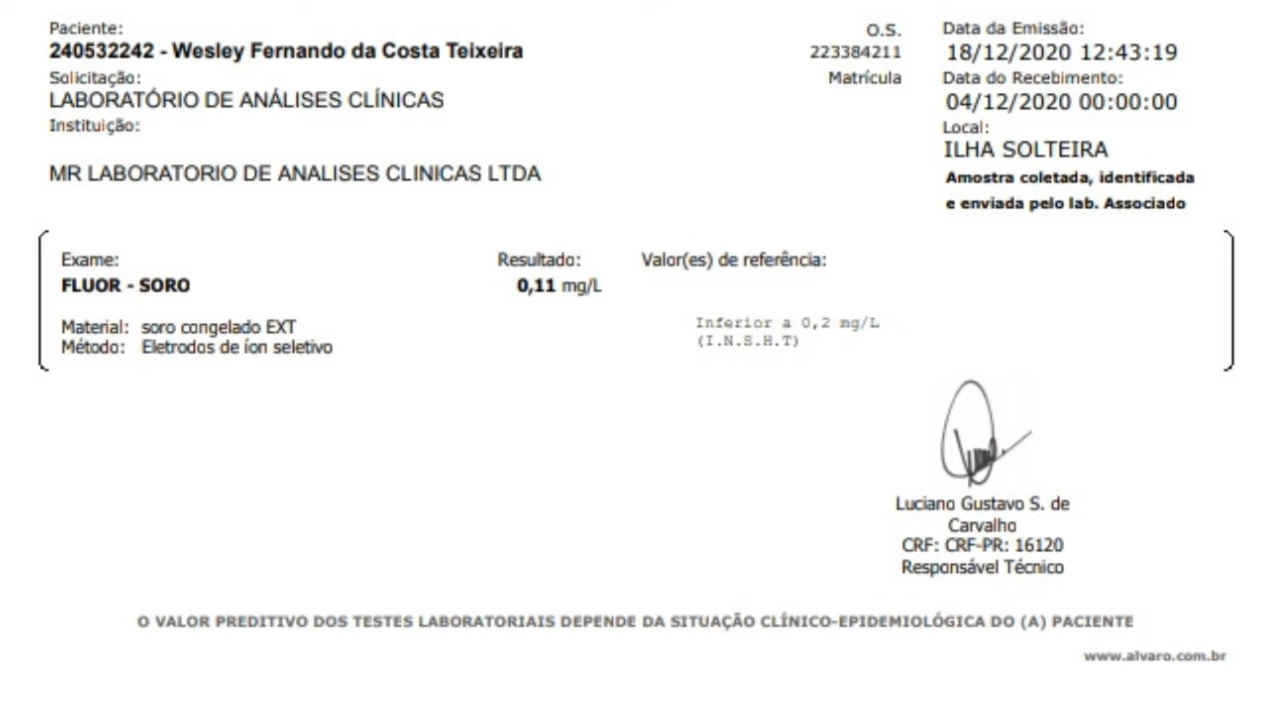 Paciente:
240532242 - Wesley Fernando da Costa Teixeira
Solicitação:
LABORATÓRIO DE ANÁLISES CLÍNICAS
Instituição:
MR LABORATORIO DE ANALISES CLINICAS LTDA
O.S.
223384211
Matrícula
Data da Emissão:
18/12/2020 12:43:19
Data do Recebimento:
04/12/2020 00:00:00
Local:
ILHA SOLTEIRA
Amostra coletada, identificada
e enviada pelo lab. Associado
Exame: Resultado: Valor(es) de referência:
FLUOR - SORO 0,11 mg/L
Material: soro congelado EXT
Método: Eletrodos de íon seletivo
Inferior a 0,2 mg/L
(I.N.S.H.T)
Luciano Gustavo S. de
Carvalho
CRF: CRF-PR: 16120
Responsável Técnico
O VALOR PREDITIVO DOS TESTES LABORATORIAIS DEPENDE DA SITUAÇÃO CLÍNICO-EPIDEMIOLÓGICA DO (A) PACIENTE
www.alvaro.com.br